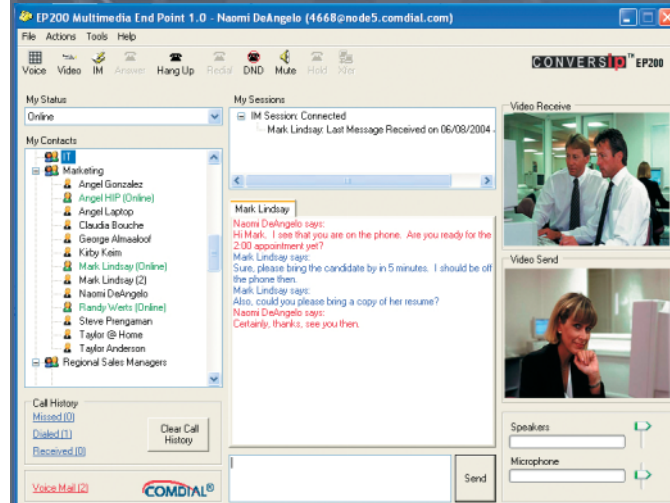 EP200 Multimedia End Point 1.0 - Naomi DeAngelo (4668@node5.comdial.com)
File Actions Tools Help
Voice Video IM Answer Hang Up Redial DND Mute Hold Xfer
CONVERSip™ EP200
My Status
Online
My Contacts
IT
Marketing
Angel Gonzalez
Angel HIP (Online)
Angel Laptop
Claudia Bouche
George Almaaloof
Kirby Keim
Mark Lindsay (Online)
Mark Lindsay (2)
Naomi DeAngelo
Randy Werts (Online)
Steve Prengaman
Taylor @ Home
Taylor Anderson
Regional Sales Managers
Call History
Missed (0)
Dialed (1)
Received (0)
Clear Call
History
Voice Mail (2)
COMDIAL®
My Sessions
IM Session: Connected
Mark Lindsay: Last Message Received on 06/08/2004
Mark Lindsay
Naomi DeAngelo says:
Hi Mark. I see that you are on the phone. Are you ready for the
2:00 appointment yet?
Mark Lindsay says:
Sure, please bring the candidate by in 5 minutes. I should be off
the phone then.
Mark Lindsay says:
Also, could you please bring a copy of her resume?
Naomi DeAngelo says:
Certainly, thanks, see you then.
Send
Video Receive
Video Send
Speakers
Microphone